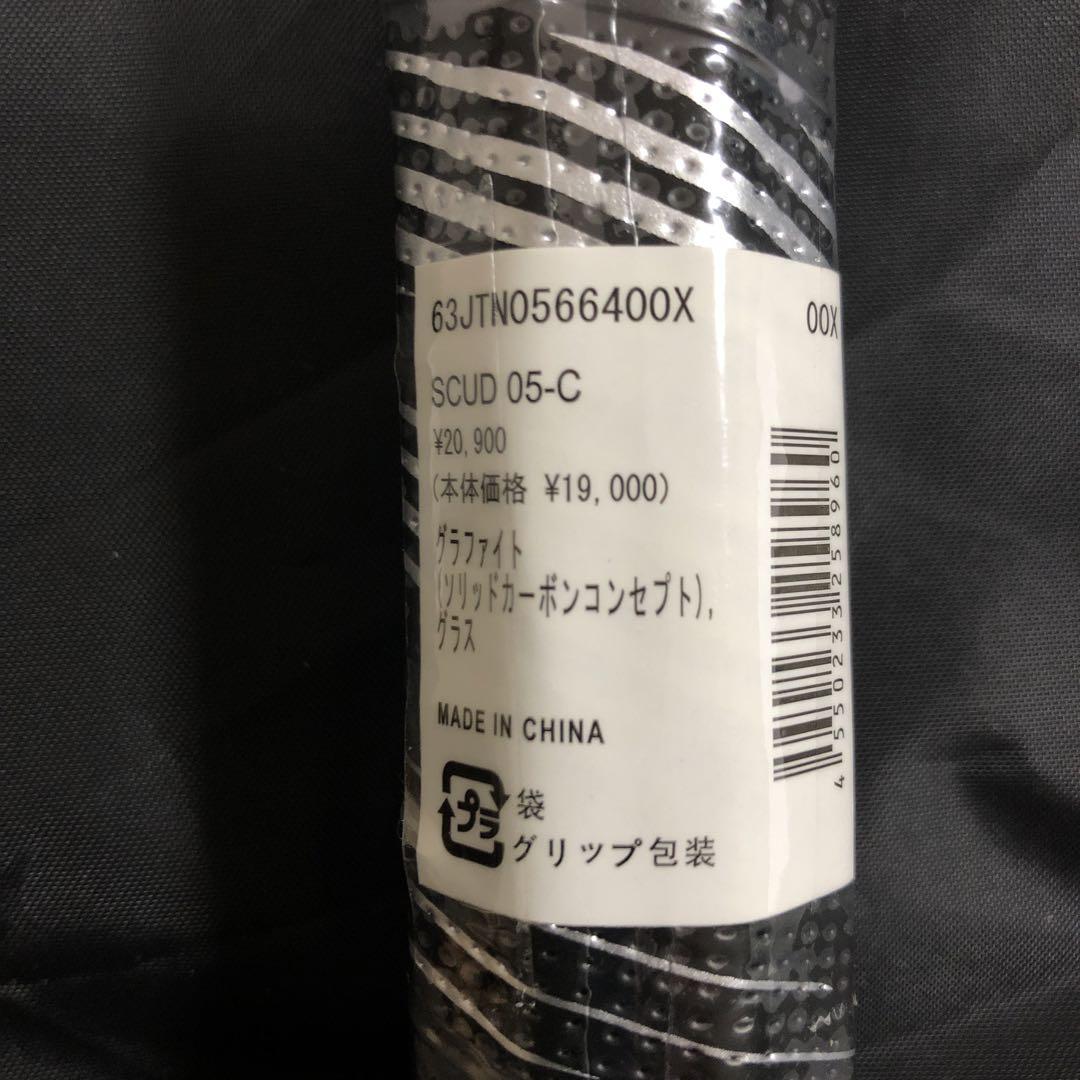 63JTN0566400X
00X
SCUD 05-C
¥20,900
(本体価格 ¥19,000)
グラファイト
(ソリッドカーボンコンセプト),
グラス
MADE IN CHINA
プラ
袋
グリップ包装
4550233258960